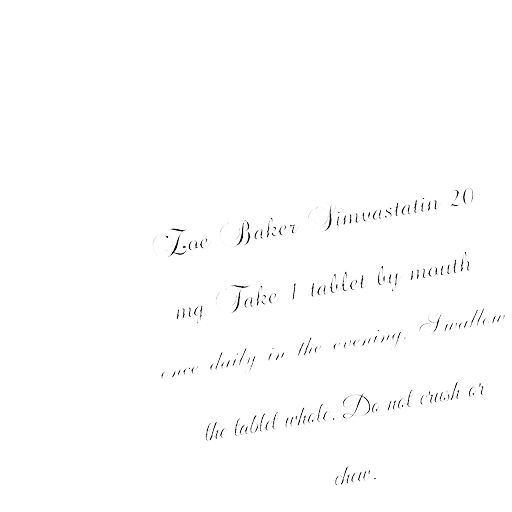 Zoe Baker Simvastatin 20
mg Take 1 tablet by mouth
once daily in the evening. Swallow
the tablet whole. Do not crush or
chew.